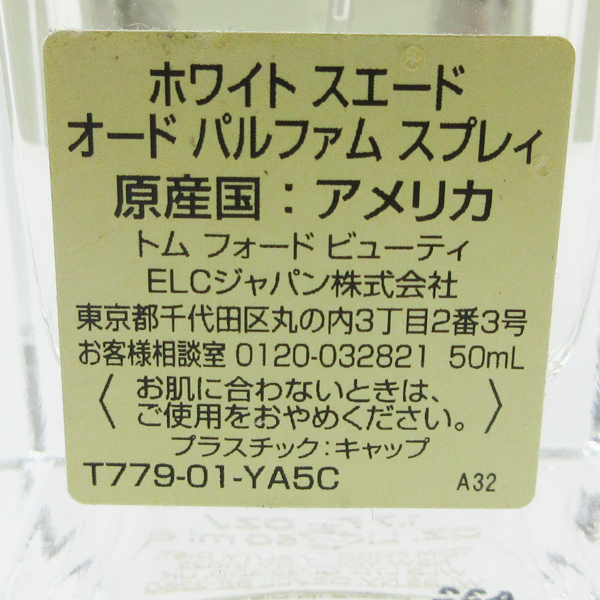 ホワイト スエード
オード パルファム スプレィ
原産国：アメリカ
トム フォード ビューティ
ELCジャパン株式会社
東京都千代田区丸の内3丁目2番3号
お客様相談室 0120-032821 50mL
〈お肌に合わないときは、
ご使用をおやめください。〉
プラスチック：キャップ
T779-01-YA5C A32